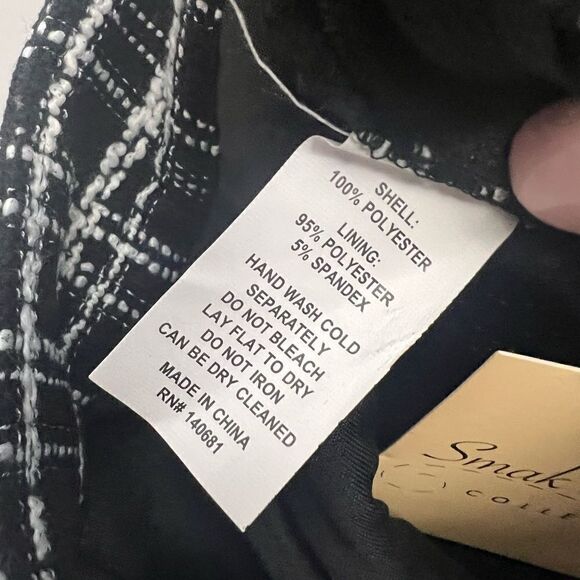 SHELL:
100% POLYESTER
LINING:
95% POLYESTER
5% SPANDEX
HAND WASH COLD
SEPARATELY
DO NOT BLEACH
LAY FLAT TO DRY
DO NOT IRON
CAN BE DRY CLEANED
MADE IN CHINA
RN# 140681
Smak